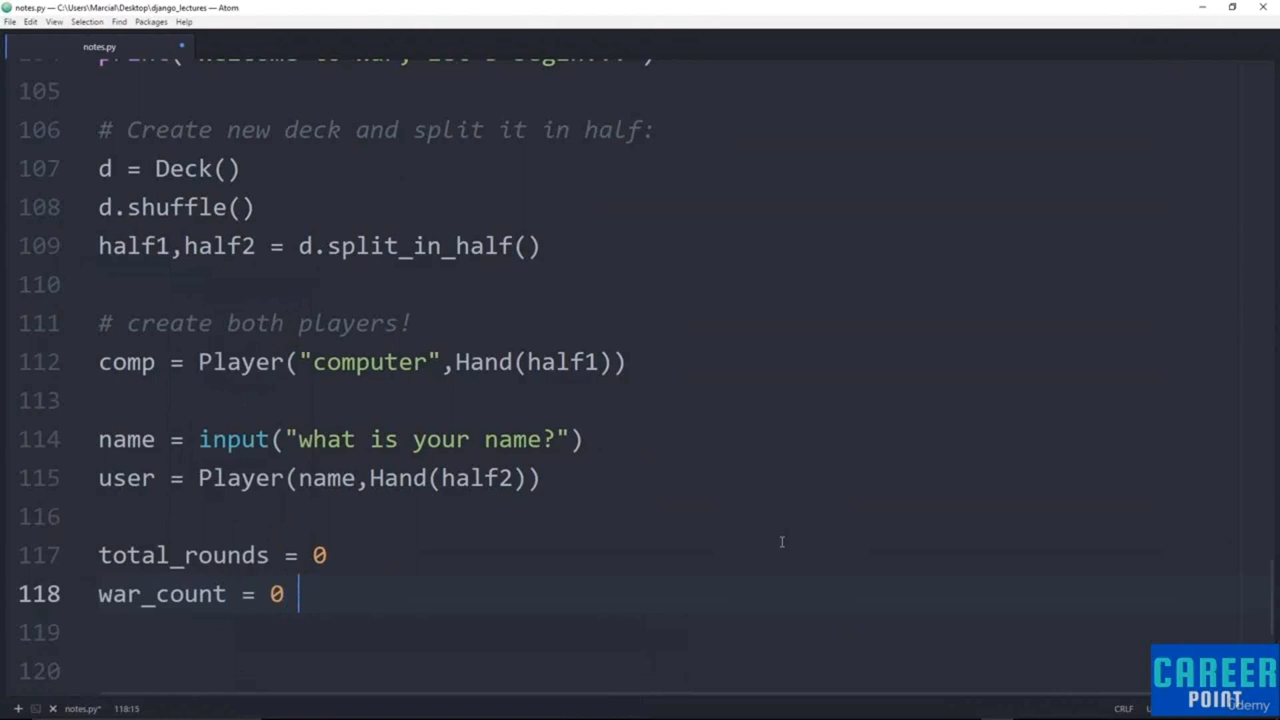 notes.py — C:\Users\Marcial\Desktop\django_lectures — Atom
File Edit View Selection Find Packages Help
notes.py
105
106 # Create new deck and split it in half:
107 d = Deck()
108 d.shuffle()
109 half1,half2 = d.split_in_half()
110
111 # create both players!
112 comp = Player("computer",Hand(half1))
113
114 name = input("what is your name?")
115 user = Player(name,Hand(half2))
116
117 total_rounds = 0
118 war_count = 0
119
120
CAREER
POINT
Udemy
notes.py* 118:15 CRLF